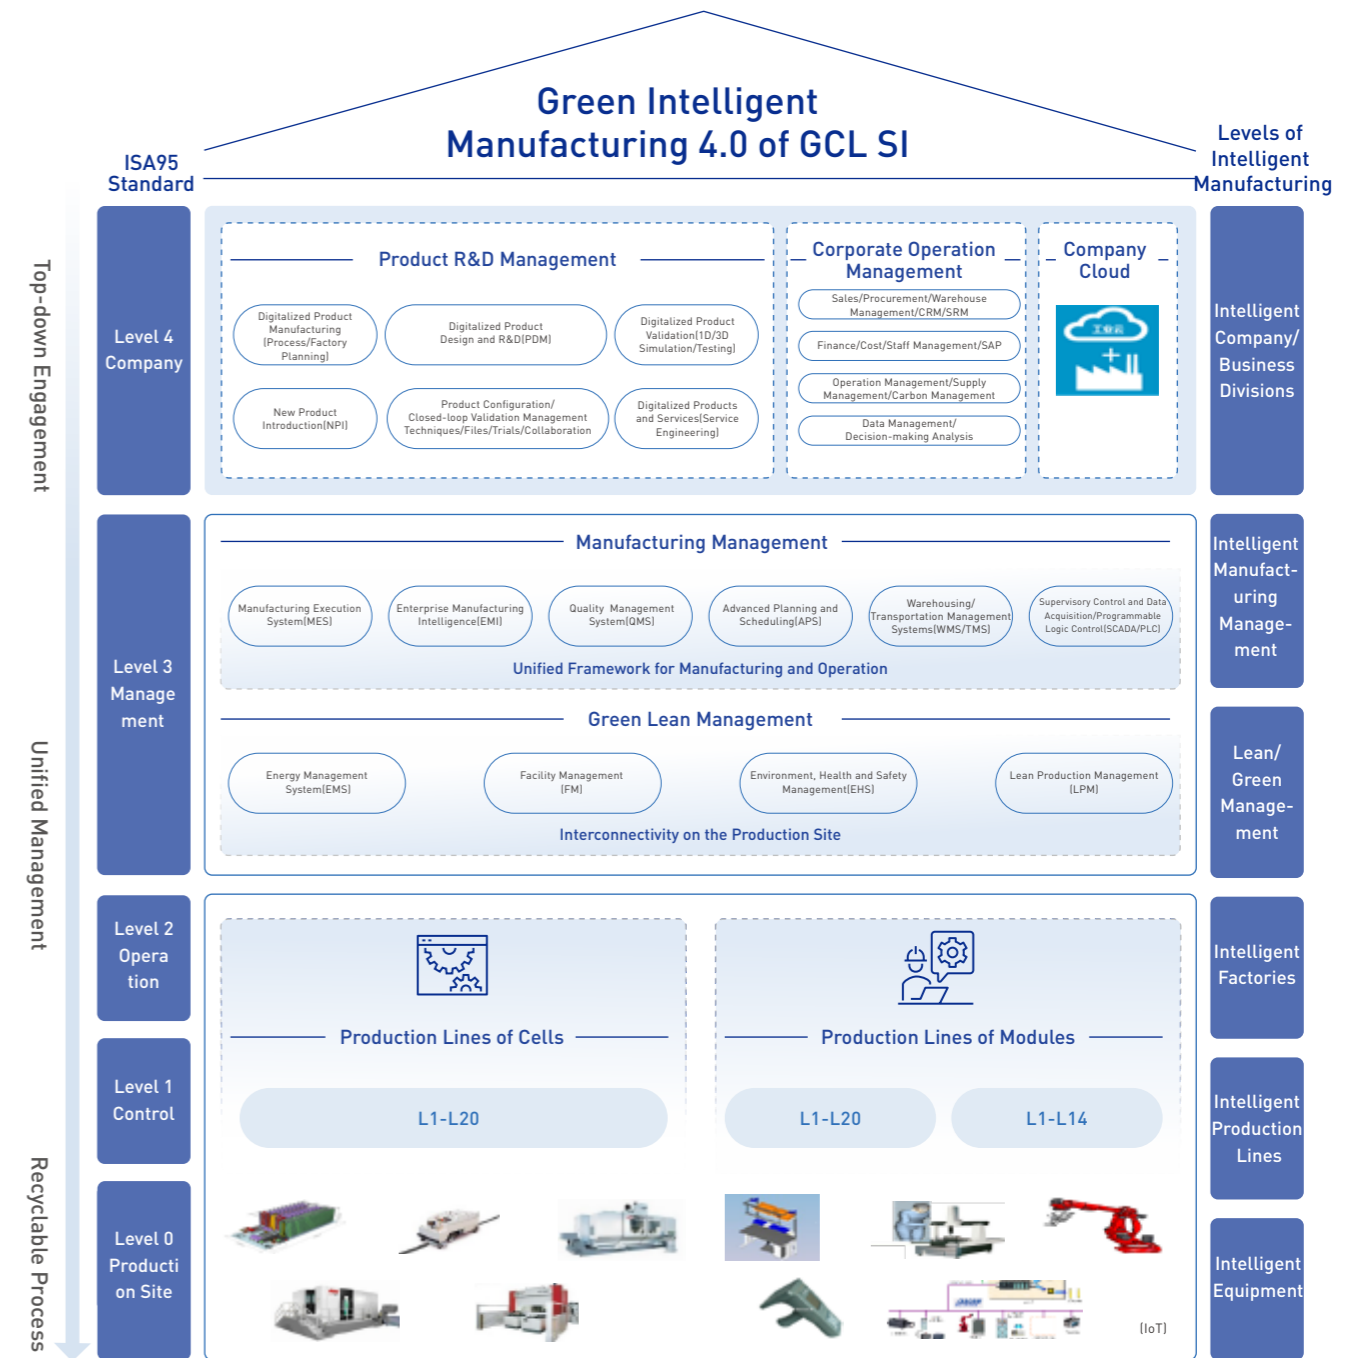 Green Intelligent
Manufacturing 4.0 of GCL SI
ISA95
Standard
Levels of
Intelligent
Manufacturing
Top-down Engagement
Unified Management
Recyclable Process
Level 4
Company
Product R&D Management
Digitalized Product
Manufacturing
(Process/Factory
Planning)
Digitalized Product
Design and R&D(PDM)
Digitalized Product
Validation(1D/3D
Simulation/Testing)
New Product
Introduction(NPI)
Product Configuration/
Closed-loop Validation Management
Techniques/Files/Trials/Collaboration
Digitalized Products
and Services(Service
Engineering)
Corporate Operation
Management
Sales/Procurement/Warehouse
Management/CRM/SRM
Finance/Cost/Staff Management/SAP
Operation Management/Supply
Management/Carbon Management
Data Management/
Decision-making Analysis
Company
Cloud
工业云
Intelligent
Company/
Business
Divisions
Level 3
Manage
ment
Manufacturing Management
Manufacturing Execution
System(MES)
Enterprise Manufacturing
Intelligence(EMI)
Quality Management
System(QMS)
Advanced Planning and
Scheduling(APS)
Warehousing/
Transportation Management
Systems(WMS/TMS)
Supervisory Control and Data
Acquisition/Programmable
Logic Control(SCADA/PLC)
Unified Framework for Manufacturing and Operation
Intelligent
Manufact-
uring
Manage-
ment
Green Lean Management
Energy Management
System(EMS)
Facility Management
(FM)
Environment, Health and Safety
Management(EHS)
Lean Production Management
(LPM)
Interconnectivity on the Production Site
Lean/
Green
Manage-
ment
Level 2
Opera
tion
Production Lines of Cells
Production Lines of Modules
Intelligent
Factories
Level 1
Control
L1-L20
L1-L20
L1-L14
Intelligent
Production
Lines
Level 0
Producti
on Site
(IoT)
Intelligent
Equipment